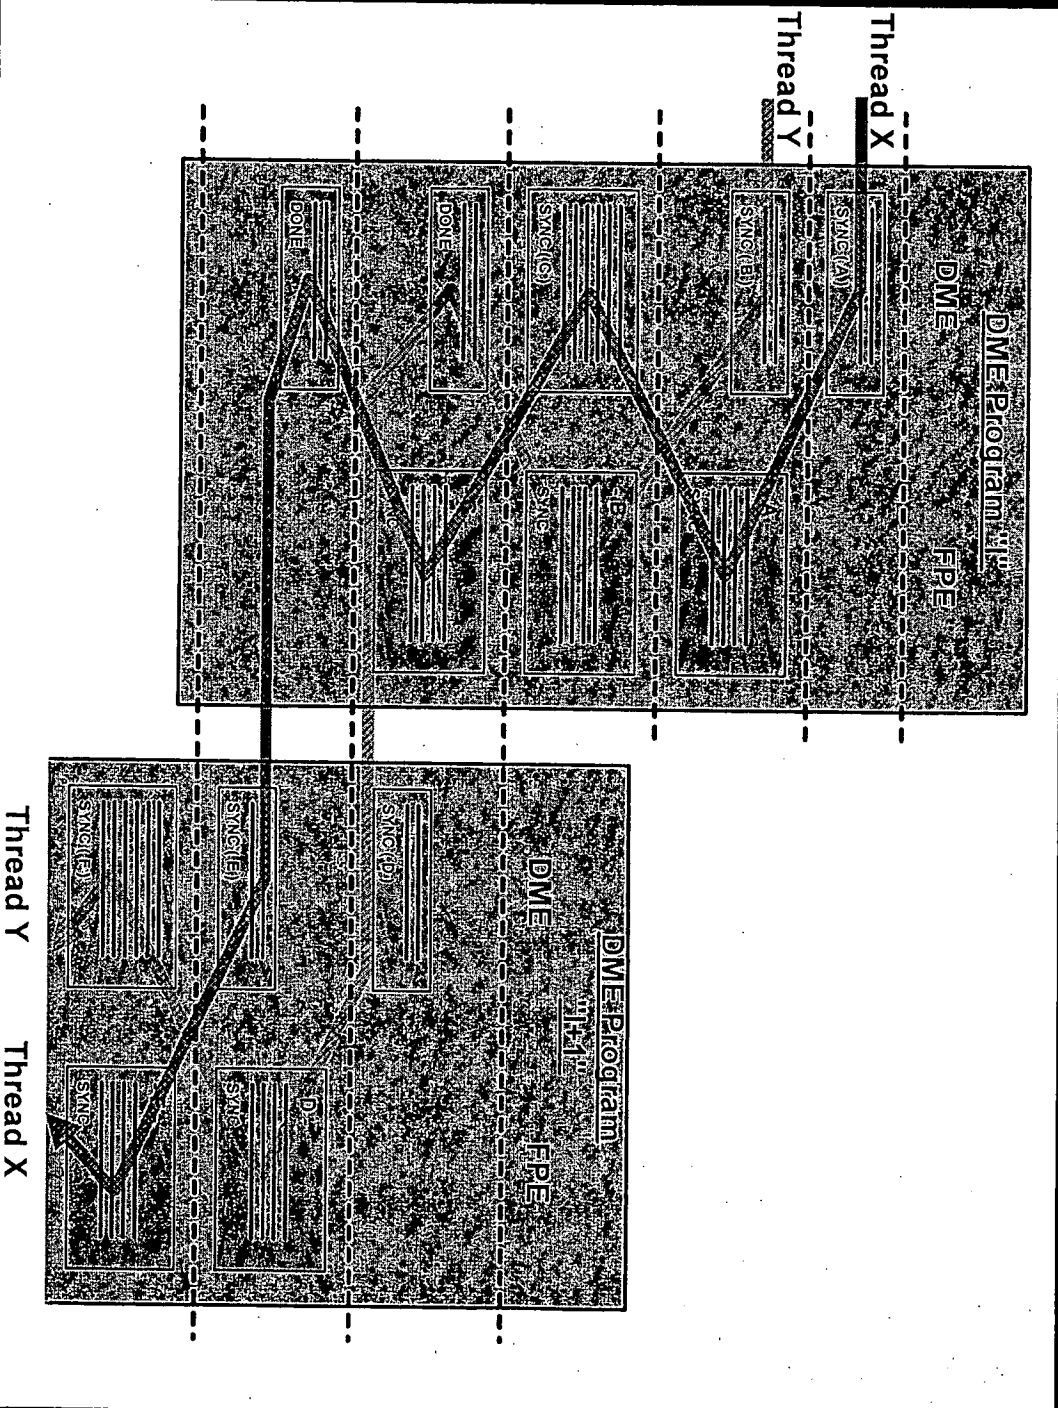 DME Program "I"
DME
FPE
Thread X
SYNC(A)
Thread Y
SYNC(B)
A
SYNC(C)
B
SYNC
DONE
C
DONE
DME Program
"I+1"
DME
FPE
SYNC(D)
SYNC(E)
D
SYNC
SYNC(F)
SYNC
Thread Y
Thread X